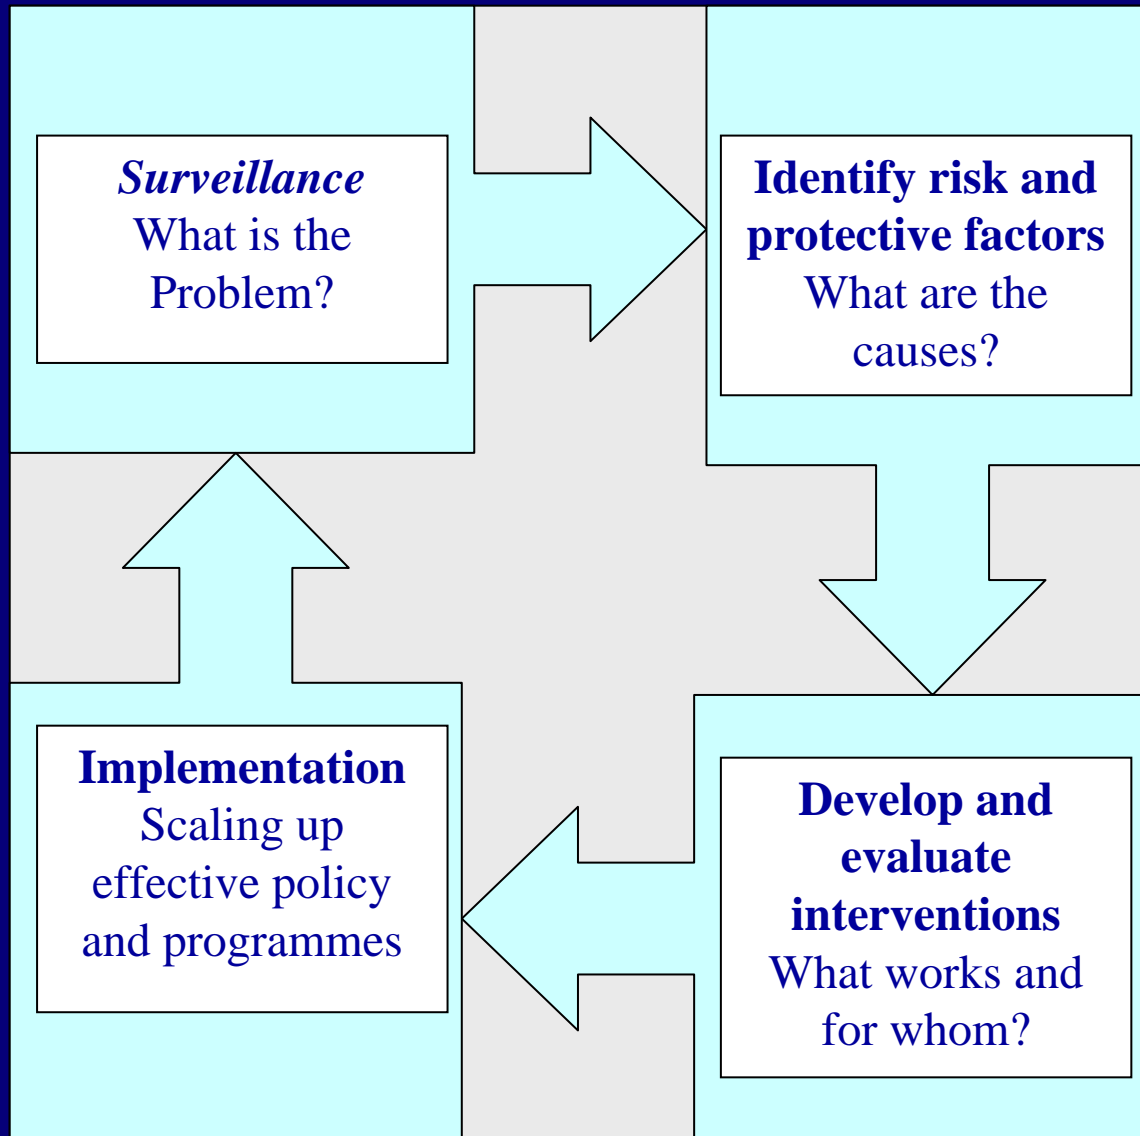 Surveillance
What is the
Problem?
Identify risk and
protective factors
What are the
causes?
Implementation
Scaling up
effective policy
and programmes
Develop and
evaluate
interventions
What works and
for whom?